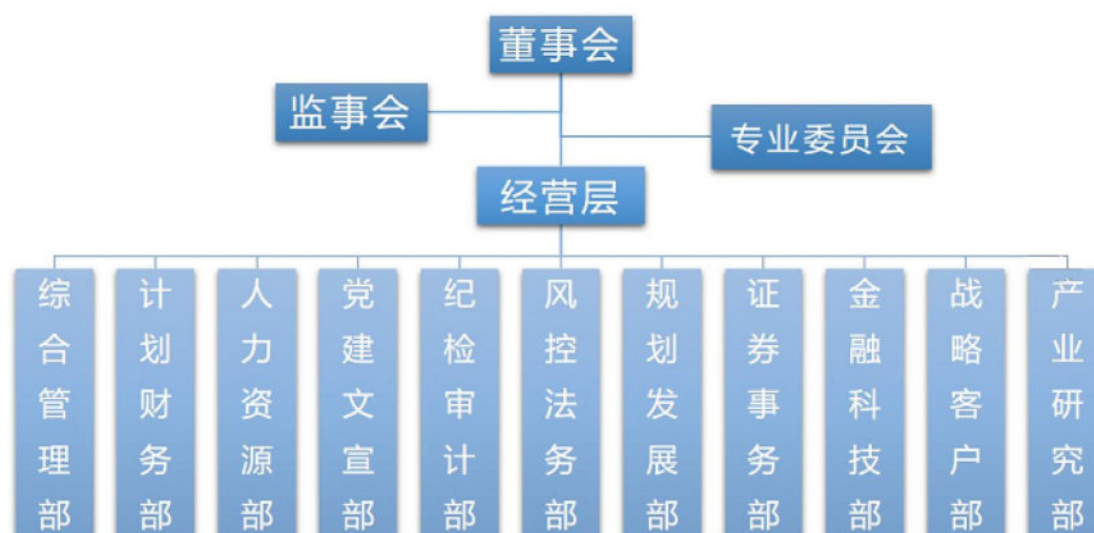 董事会
监事会
专业委员会
经营层
综合管理部
计划财务部
人力资源部
党建文宣部
纪检审计部
风控法务部
规划发展部
证券事务部
金融科技部
战略客户部
产业研究部